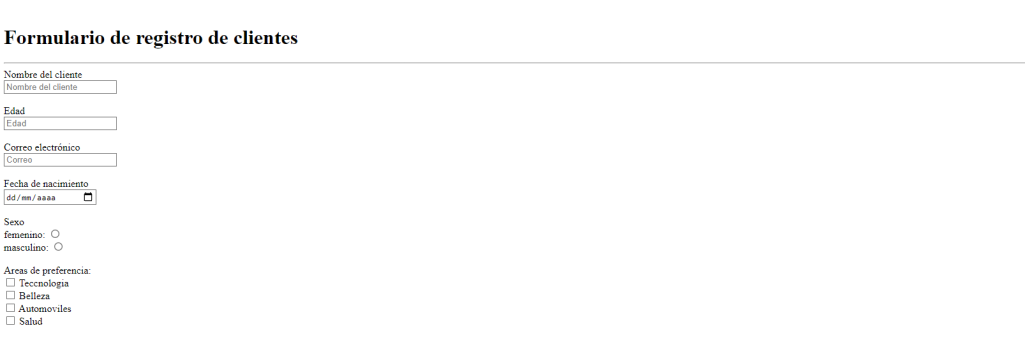 Formulario de registro de clientes
Nombre del cliente
Nombre del cliente
Edad
Edad
Correo electrónico
Correo
Fecha de nacimiento
dd/mm/aaaa
Sexo
femenino:
masculino:
Areas de preferencia:
Teccnologia
Belleza
Automoviles
Salud